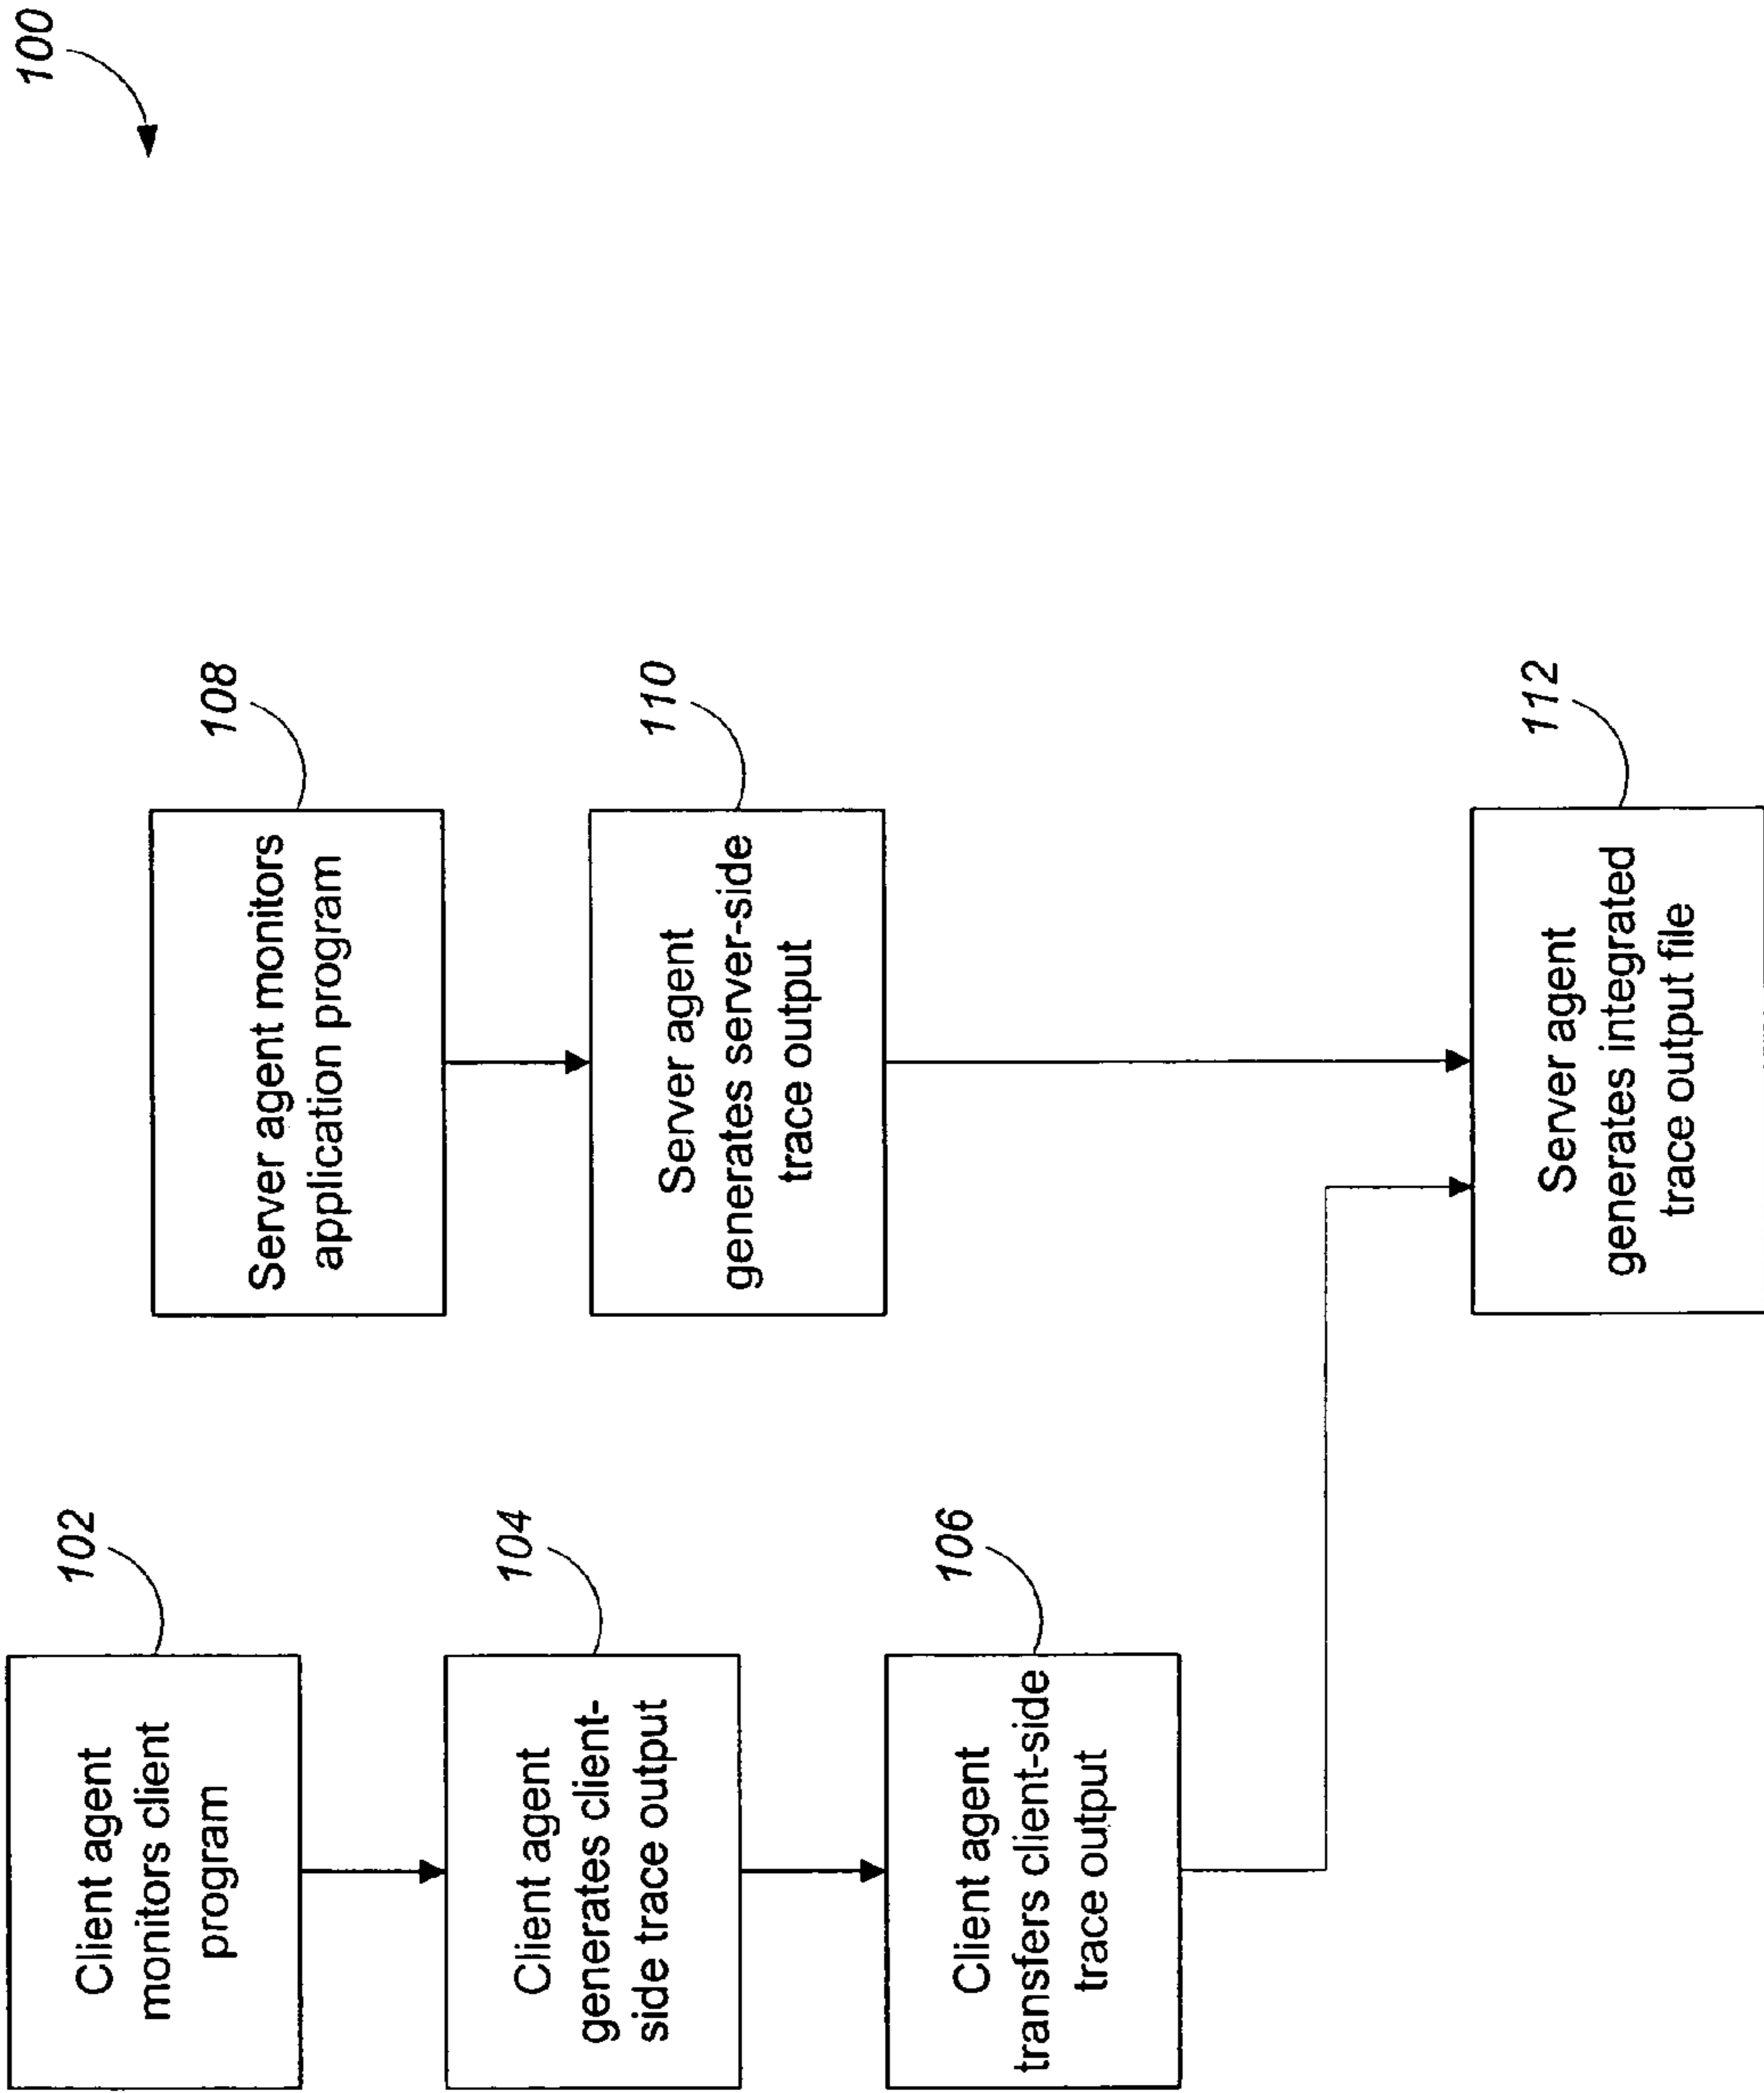 100
102
Client agent
monitors client
program
104
Client agent
generates client-
side trace output
106
Client agent
transfers client-side
trace output
108
Server agent monitors
application program
110
Server agent
generates server-side
trace output
112
Server agent
generates integrated
trace output file